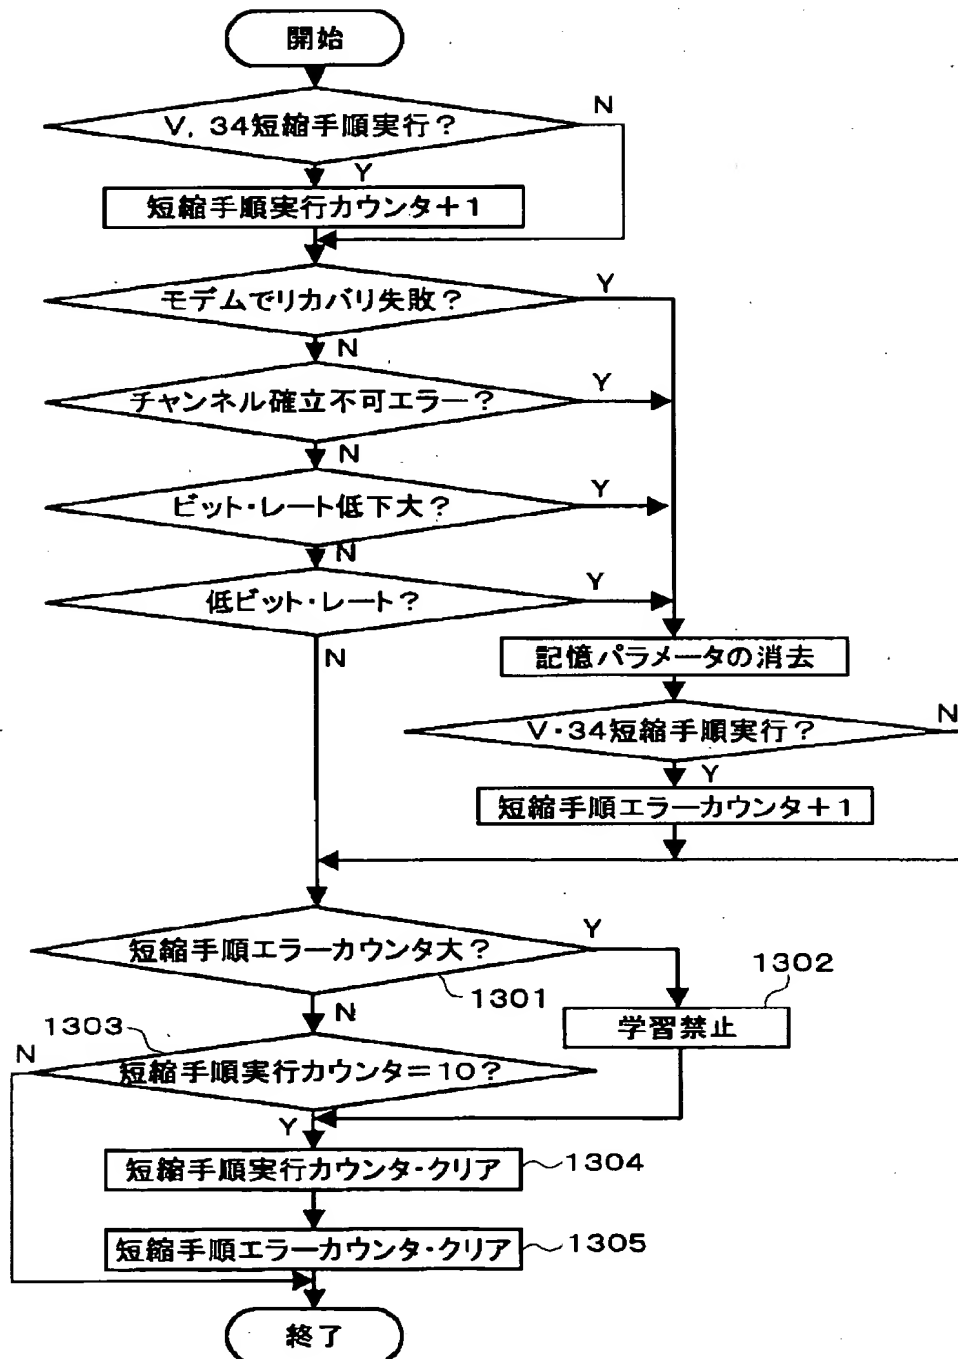 開始
V. 34短縮手順実行?
N
Y
短縮手順実行カウンタ+1
モデムでリカバリ失敗?
Y
N
チャンネル確立不可エラー?
Y
N
ビット・レート低下大?
Y
N
低ビット・レート?
Y
N
記憶パラメータの消去
V・34短縮手順実行?
N
Y
短縮手順エラーカウンタ+1
短縮手順エラーカウンタ大?
Y
1301
N
1302
学習禁止
1303
N
短縮手順実行カウンタ=10?
Y
短縮手順実行カウンタ・クリア
1304
短縮手順エラーカウンタ・クリア
1305
終了